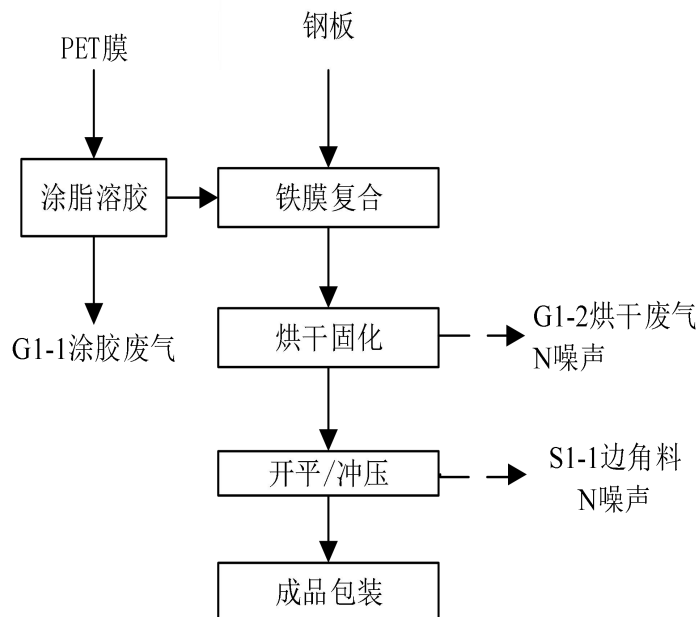 钢板
PET膜
涂脂溶胶
铁膜复合
G1-1涂胶废气
烘干固化
G1-2烘干废气
N噪声
开平/冲压
S1-1边角料
N噪声
成品包装